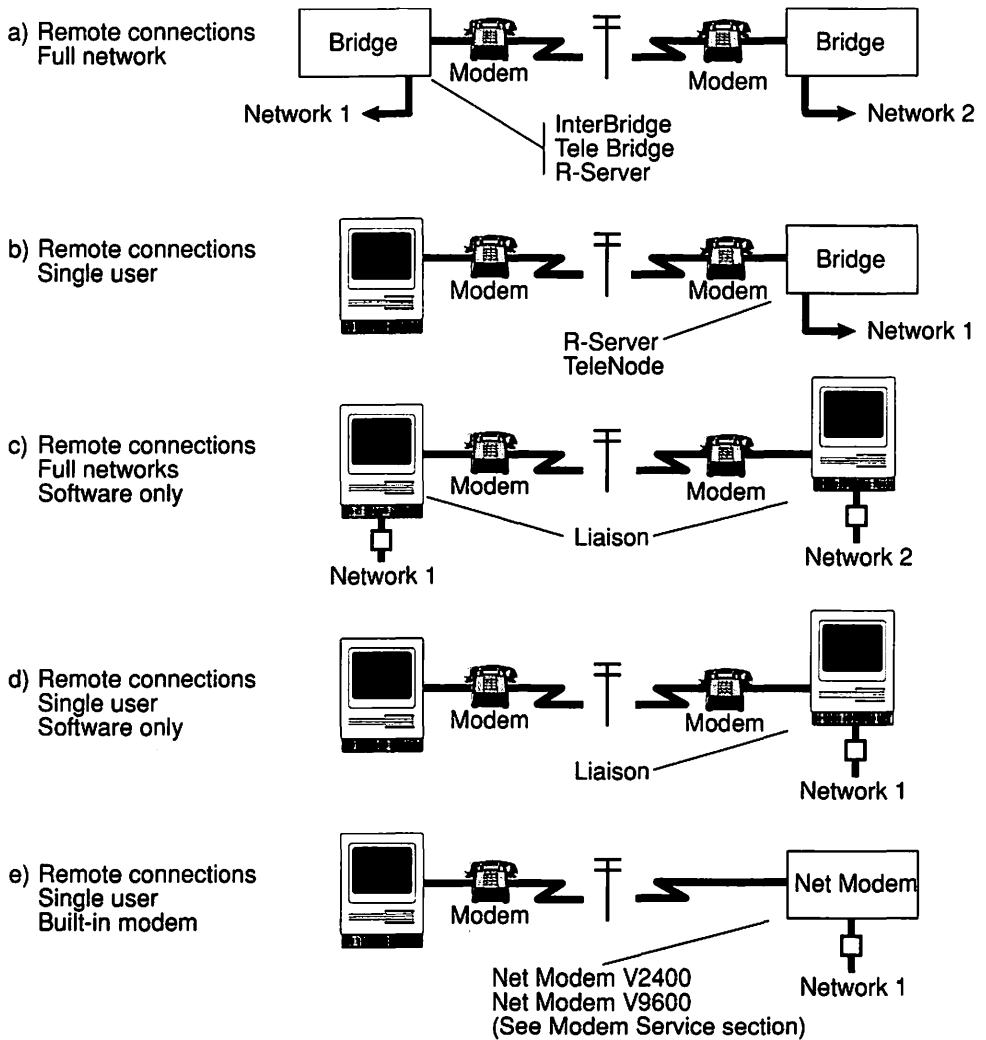 a) Remote connections
Full network
Bridge
Modem
Modem
Bridge
Network 1
Network 2
InterBridge
Tele Bridge
R-Server
b) Remote connections
Single user
Modem
Modem
Bridge
R-Server
TeleNode
Network 1
c) Remote connections
Full networks
Software only
Modem
Modem
Liaison
Network 1
Network 2
d) Remote connections
Single user
Software only
Modem
Modem
Liaison
Network 1
e) Remote connections
Single user
Built-in modem
Modem
Net Modem
Net Modem V2400
Net Modem V9600
(See Modem Service section)
Network 1